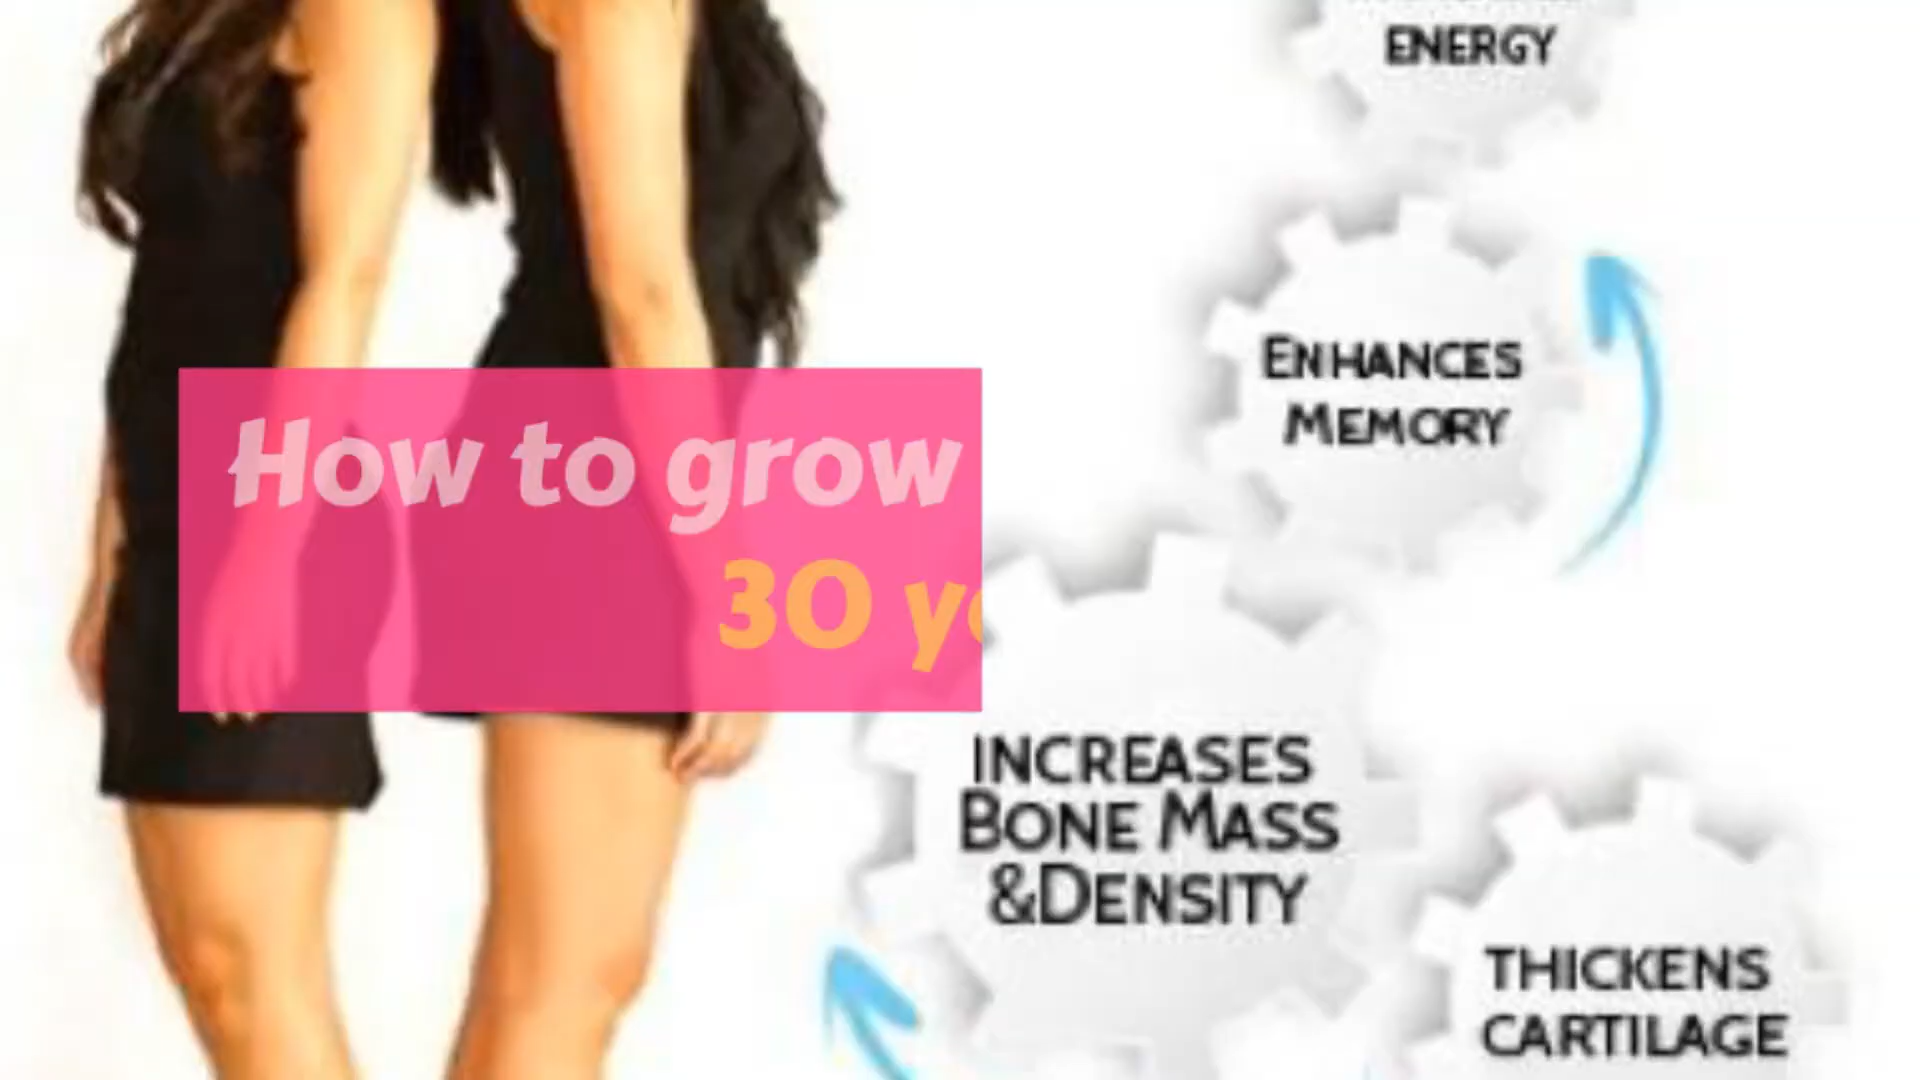 ENERGY
ENHANCES
MEMORY
How to grow
30
INCREASES
BONE MASS
&DENSITY
THICKENS
CARTILAGE